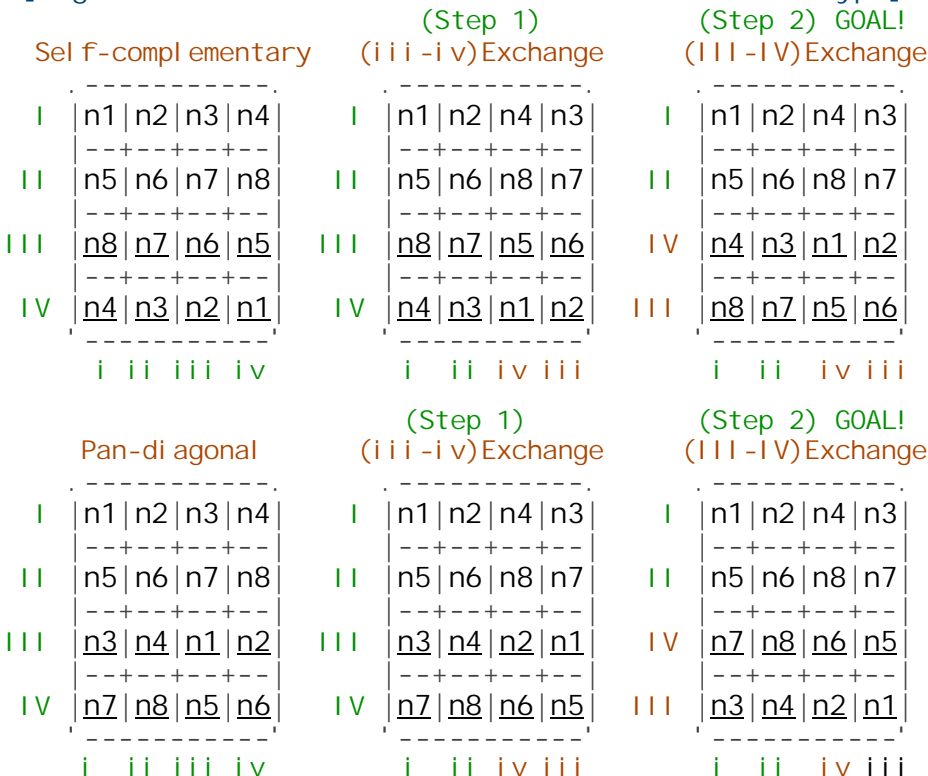 (Step 1) (Step 2) GOAL!
Self-complementary (iii-iv)Exchange (III-IV)Exchange
.-----------. .-----------. .-----------.
I |n1|n2|n3|n4| I |n1|n2|n4|n3| I |n1|n2|n4|n3|
|--+--+--+--| |--+--+--+--| |--+--+--+--|
II |n5|n6|n7|n8| II |n5|n6|n8|n7| II |n5|n6|n8|n7|
|--+--+--+--| |--+--+--+--| |--+--+--+--|
III |n8|n7|n6|n5| III |n8|n7|n5|n6| IV |n4|n3|n1|n2|
|--+--+--+--| |--+--+--+--| |--+--+--+--|
IV |n4|n3|n2|n1| IV |n4|n3|n1|n2| III |n8|n7|n5|n6|
'-----------' '-----------' '-----------'
i ii iii iv i ii iv iii i ii iv iii
(Step 1) (Step 2) GOAL!
Pan-diagonal (iii-iv)Exchange (III-IV)Exchange
.-----------. .-----------. .-----------.
I |n1|n2|n3|n4| I |n1|n2|n4|n3| I |n1|n2|n4|n3|
|--+--+--+--| |--+--+--+--| |--+--+--+--|
II |n5|n6|n7|n8| II |n5|n6|n8|n7| II |n5|n6|n8|n7|
|--+--+--+--| |--+--+--+--| |--+--+--+--|
III |n3|n4|n1|n2| III |n3|n4|n2|n1| IV |n7|n8|n6|n5|
|--+--+--+--| |--+--+--+--| |--+--+--+--|
IV |n7|n8|n5|n6| IV |n7|n8|n6|n5| III |n3|n4|n2|n1|
'-----------' '-----------' '-----------'
i ii iii iv i ii iv iii i ii iv iii